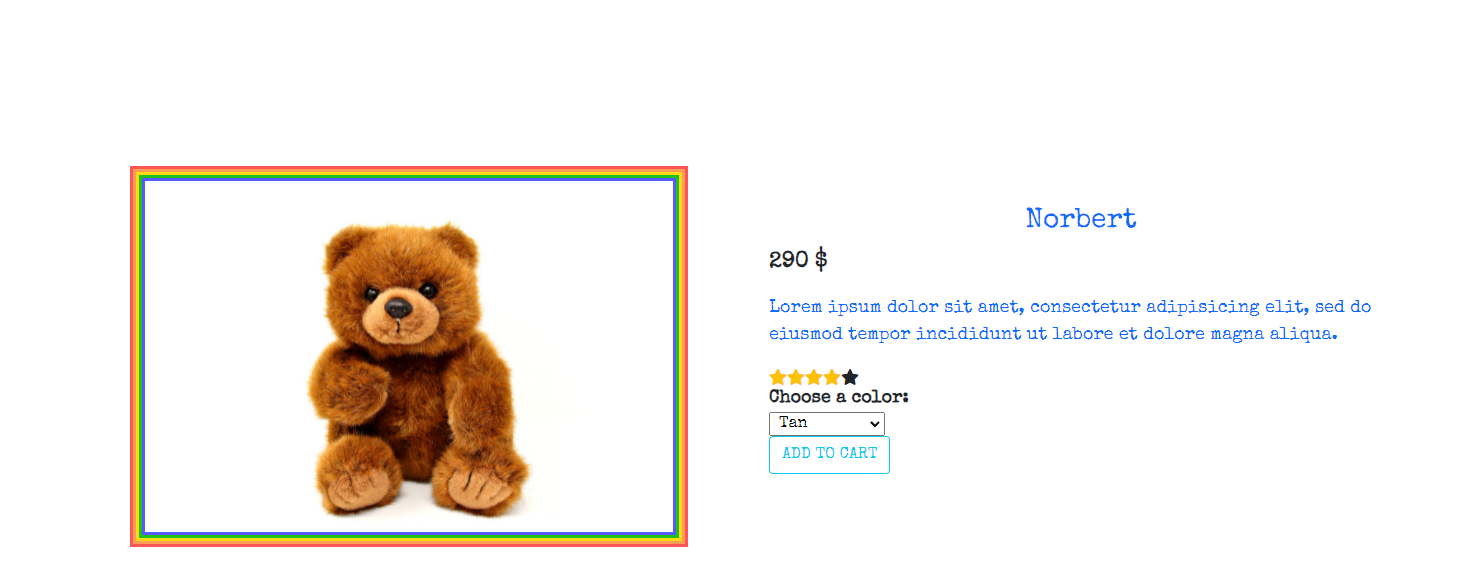 Norbert
290 $
Lorem ipsum dolor sit amet, consectetur adipisicing elit, sed do
eiusmod tempor incididunt ut labore et dolore magna aliqua.
Choose a color:
Tan
ADD TO CART